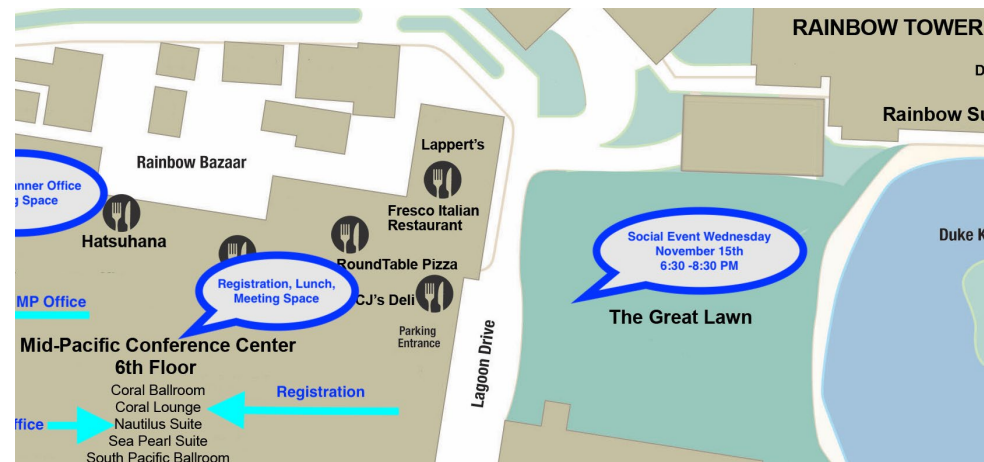 RAINBOW TOWER
D
Rainbow Su
Lappert's
Rainbow Bazaar
anner Office
g Space
Fresco Italian
Restaurant
Hatsuhana
Social Event Wednesday
November 15th
6:30 -8:30 PM
Duke K
RoundTable Pizza
Registration, Lunch,
Meeting Space
CJ's Deli
MP Office
The Great Lawn
Parking
Entrance
Lagoon Drive
Mid-Pacific Conference Center
6th Floor
Coral Ballroom
Registration
Coral Lounge
ffice
Nautilus Suite
Sea Pearl Suite
South Pacific Ballroom